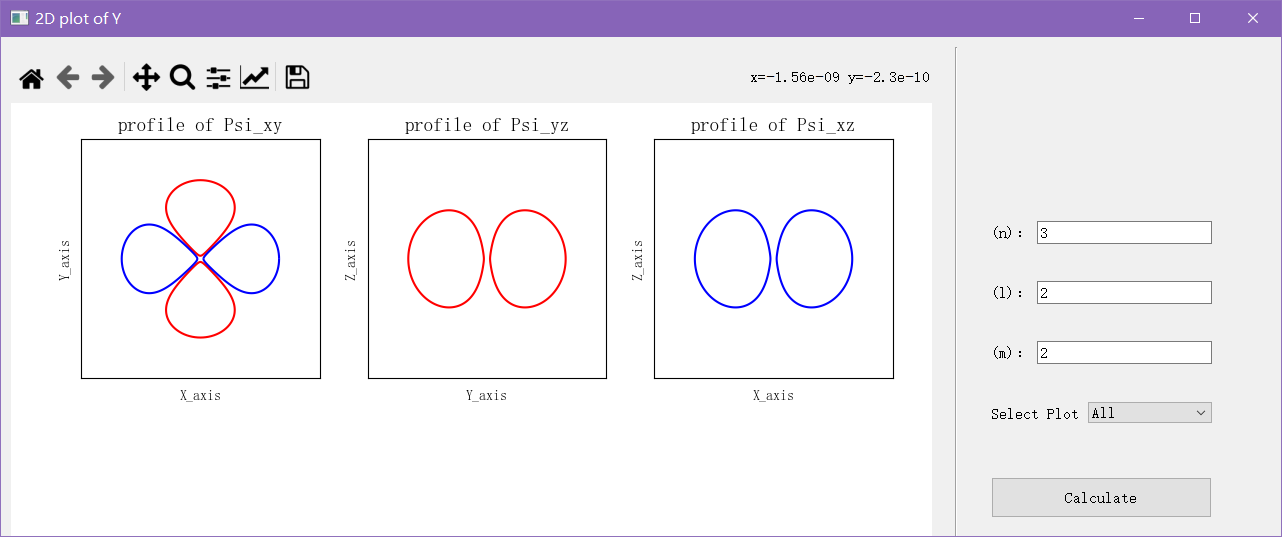 2D plot of Y
x=-1.56e-09 y=-2.3e-10
profile of Psi_xy
profile of Psi_yz
profile of Psi_xz
Y_axis
Z_axis
Z_axis
X_axis
Y_axis
X_axis
(n): 3
(l): 2
(m): 2
Select Plot All
Calculate